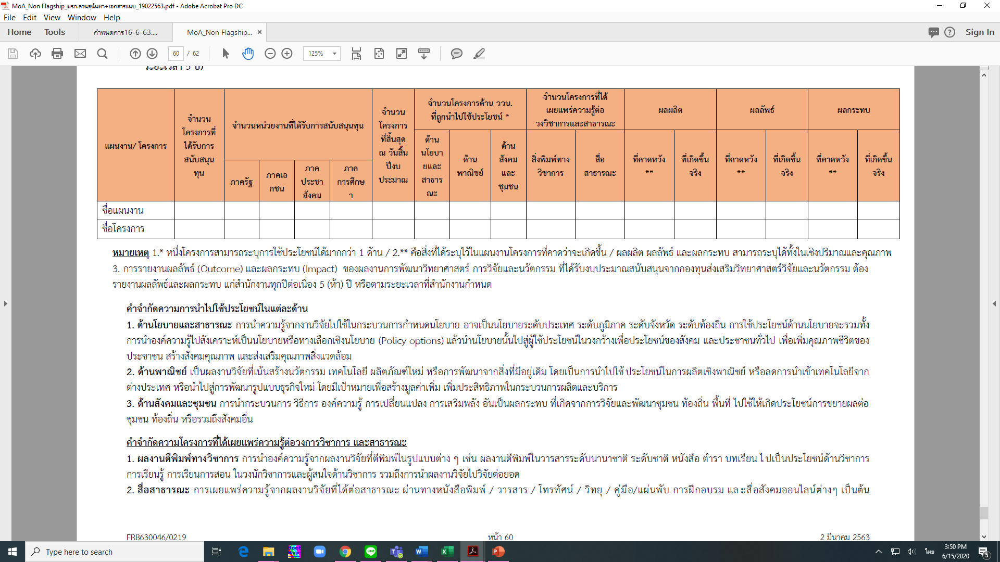 MoA_Non Flagship_มรภ.สวนสุนันทา+เอกสารแนบ_19022563.pdf - Adobe Acrobat Pro DC
File Edit View Window Help
Home Tools กำหนดการ16-6-63.... MoA_Non Flagship... × Sign In
60 / 62 125%
ระยะเวลา 5 ปี)
แผนงาน/ โครงการ
จำนวน
โครงการที่
ได้รับการ
สนับสนุน
ทุน
จำนวนหน่วยงานที่ได้รับการสนับสนุนทุน
ภาครัฐ
ภาคเอ
กชน
ภาค
ประชา
สังคม
ภาค
การศึกษ
า
จำนวน
โครงการ
ที่สิ้นสุด
ณ วันสิ้น
ปีงบ
ประมาณ
จำนวนโครงการด้าน ววน.
ที่ถูกนำไปใช้ประโยชน์ *
ด้าน
นโยบา
ยและ
สาธาร
ณะ
ด้าน
พาณิชย์
ด้าน
สังคม
และ
ชุมชน
จำนวนโครงการที่ได้
เผยแพร่ความรู้ต่อ
วงวิชาการและสาธารณะ
สิ่งพิมพ์ทาง
วิชาการ
สื่อ
สาธารณะ
ผลผลิต
ที่คาดหวัง
**
ที่เกิดขึ้น
จริง
ผลลัพธ์
ที่คาดหวัง
**
ที่เกิดขึ้น
จริง
ผลกระทบ
ที่คาดหวัง
**
ที่เกิดขึ้น
จริง
ชื่อแผนงาน
ชื่อโครงการ
หมายเหตุ 1.* หนึ่งโครงการสามารถระบุการใช้ประโยชน์ได้มากกว่า 1 ด้าน / 2.** คือสิ่งที่ได้ระบุไว้ในแผนงานโครงการที่คาดว่าจะเกิดขึ้น / ผลผลิต ผลลัพธ์ และผลกระทบ สามารถระบุได้ทั้งในเชิงปริมาณและคุณภาพ
3. การรายงานผลลัพธ์ (Outcome) และผลกระทบ (Impact) ของผลงานการพัฒนาวิทยาศาสตร์ การวิจัยและนวัตกรรม ที่ได้รับงบประมาณสนับสนุนจากกองทุนส่งเสริมวิทยาศาสตร์วิจัยและนวัตกรรม ต้อง
รายงานผลลัพธ์และผลกระทบ แก่สำนักงานทุกปีต่อเนื่อง 5 (ห้า) ปี หรือตามระยะเวลาที่สำนักงานกำหนด
คำจำกัดความการนำไปใช้ประโยชน์ในแต่ละด้าน
1. ด้านโยบายและสาธารณะ การนำความรู้จากงานวิจัยไปใช้ในกระบวนการกำหนดนโยบาย อาจเป็นนโยบายระดับประเทศ ระดับภูมิภาค ระดับจังหวัด ระดับท้องถิ่น การใช้ประโยชน์ด้านนโยบายจะรวมทั้ง
การนำองค์ความรู้ไปสังเคราะห์เป็นนโยบายหรือทางเลือกเชิงนโยบาย (Policy options) แล้วนำนโยบายนั้นไปสู่ผู้ใช้ประโยชน์ในวงกว้างเพื่อประโยชน์ของสังคม และประชาชนทั่วไป เพื่อเพิ่มคุณภาพชีวิตของ
ประชาชน สร้างสังคมคุณภาพ และส่งเสริมคุณภาพสิ่งแวดล้อม
2. ด้านพาณิชย์ เป็นผลงานวิจัยที่เน้นสร้างนวัตกรรม เทคโนโลยี ผลิตภัณฑ์ใหม่ หรือการพัฒนาจากสิ่งที่มีอยู่เดิม โดยเป็นการนำไปใช้ประโยชน์ในการผลิตเชิงพาณิชย์ หรือลดการนำเข้าเทคโนโลยีจาก
ต่างประเทศ หรือนำไปสู่การพัฒนารูปแบบธุรกิจใหม่ โดยมีเป้าหมายเพื่อสร้างมูลค่าเพิ่ม เพิ่มประสิทธิภาพในกระบวนการผลิตและบริการ
3. ด้านสังคมและชุมชน การนำกระบวนการ วิธีการ องค์ความรู้ การเปลี่ยนแปลง การเสริมพลัง อันเป็นผลกระทบ ที่เกิดจากการวิจัยและพัฒนาชุมชน ท้องถิ่น พื้นที่ ไปใช้ให้เกิดประโยชน์การขยายผลต่อ
ชุมชน ท้องถิ่น หรือรวมถึงสังคมอื่น
คำจำกัดความโครงการที่ได้เผยแพร่ความรู้ต่อวงการวิชาการ และสาธารณะ
1. ผลงานตีพิมพ์ทางวิชาการ การนำองค์ความรู้จากผลงานวิจัยที่ตีพิมพ์ในรูปแบบต่าง ๆ เช่น ผลงานตีพิมพ์ในวารสารระดับนานาชาติ ระดับชาติ หนังสือ ตำรา บทเรียน ไปเป็นประโยชน์ด้านวิชาการ
การเรียนรู้ การเรียนการสอน ในวงนักวิชาการและผู้สนใจด้านวิชาการ รวมถึงการนำผลงานวิจัยไปวิจัยต่อยอด
2. สื่อสาธารณะ การเผยแพร่ความรู้จากผลงานวิจัยที่ได้ต่อสาธารณะ ผ่านทางหนังสือพิมพ์ / วารสาร / โทรทัศน์ / วิทยุ / คู่มือ/แผ่นพับ การฝึกอบรม และสื่อสังคมออนไลน์ต่างๆ เป็นต้น
FRB630046/0219 หน้า 60 2 มีนาคม 2563
Type here to search
ไทย 3:50 PM
6/15/2020 5